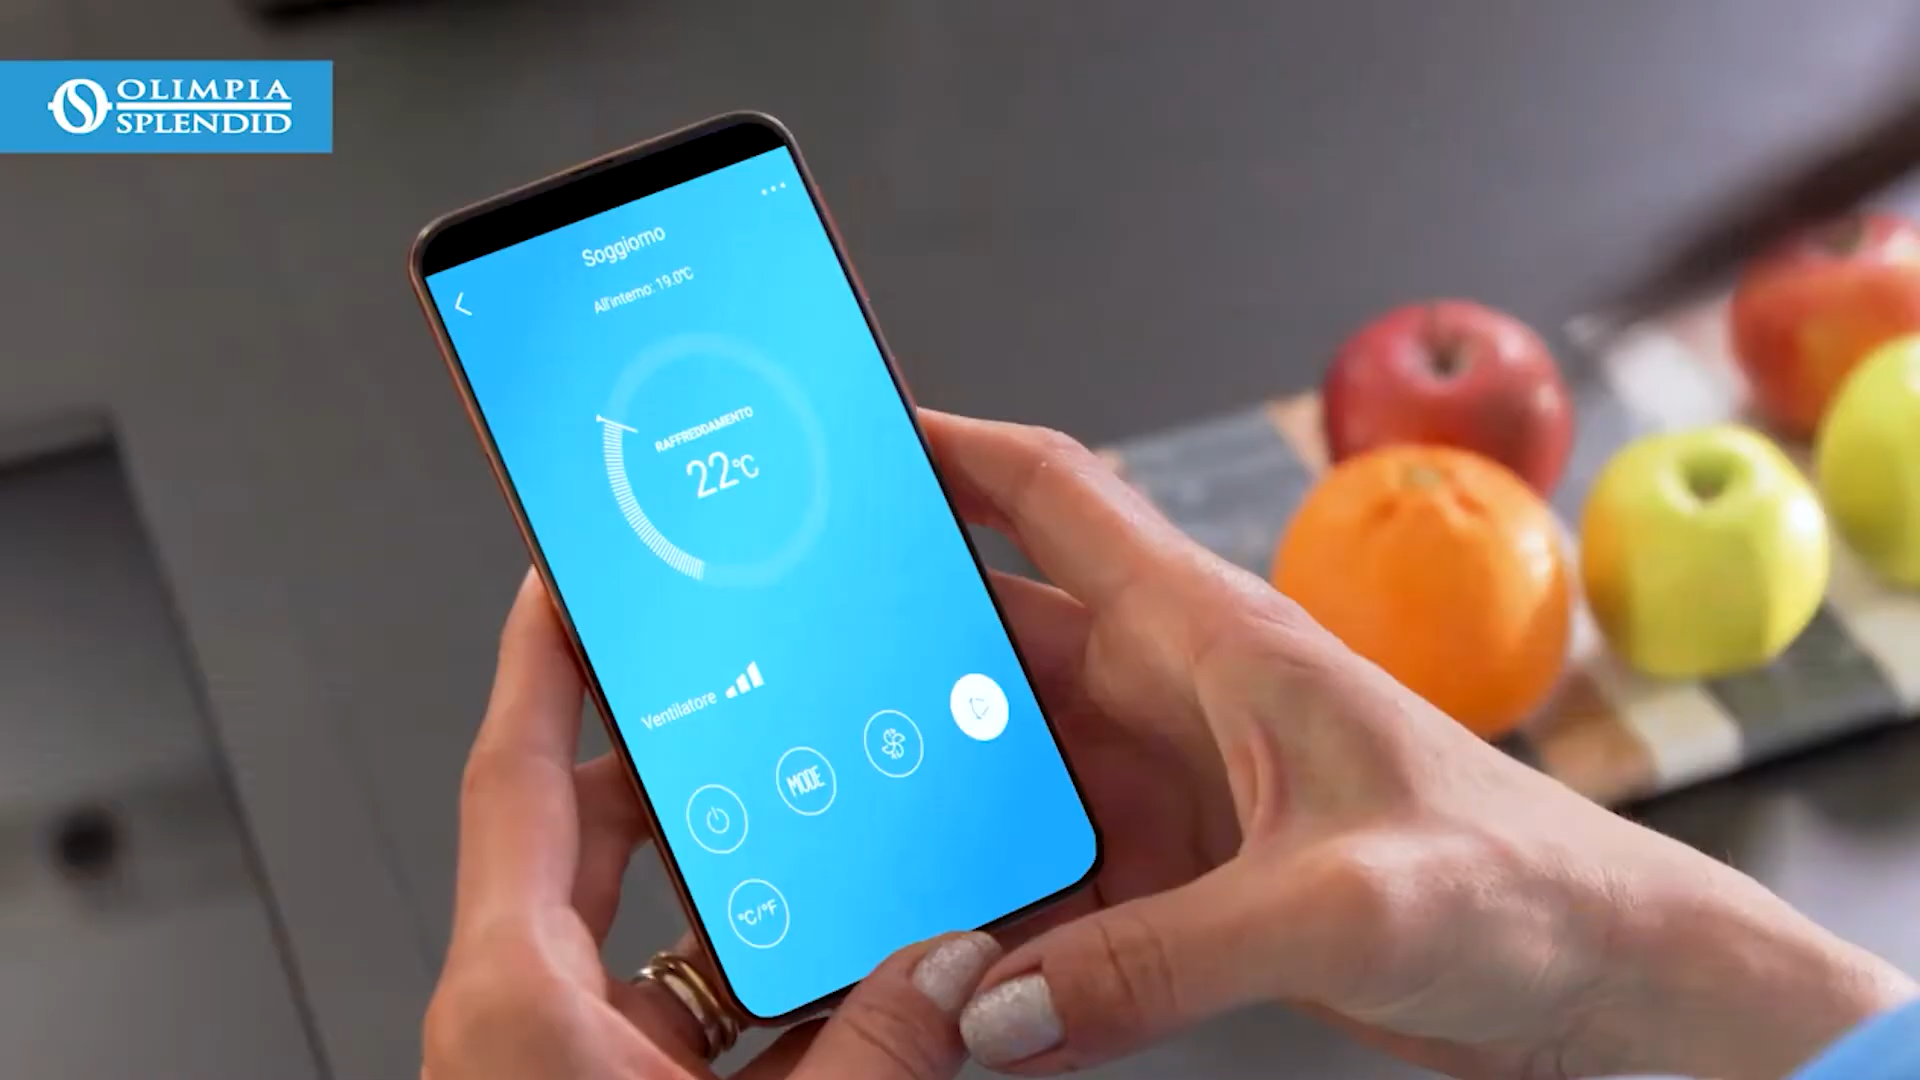 OLIMPIA
SPLENDID
Soggiorno
All'interno: 19.0°C
RAFFREDDAMENTO
22°C
Ventilatore
MODE
°C/°F